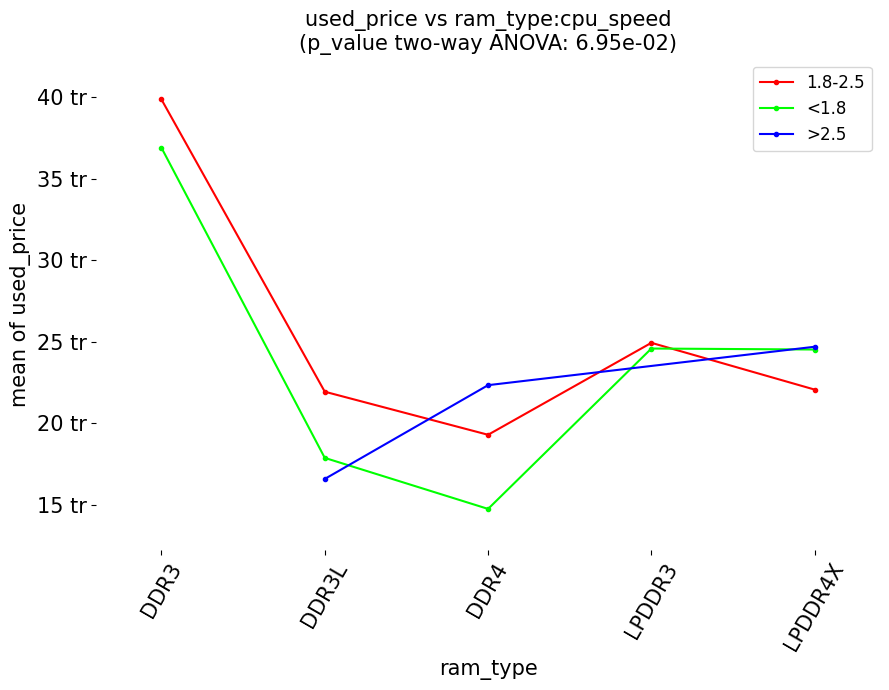 used_price vs ram_type:cpu_speed
(p_value two-way ANOVA: 6.95e-02)
1.8-2.5
<1.8
>2.5
40 tr
35 tr
30 tr
25 tr
20 tr
15 tr
mean of used_price
DDR3
DDR3L
DDR4
LPDDR3
LPDDR4X
ram_type